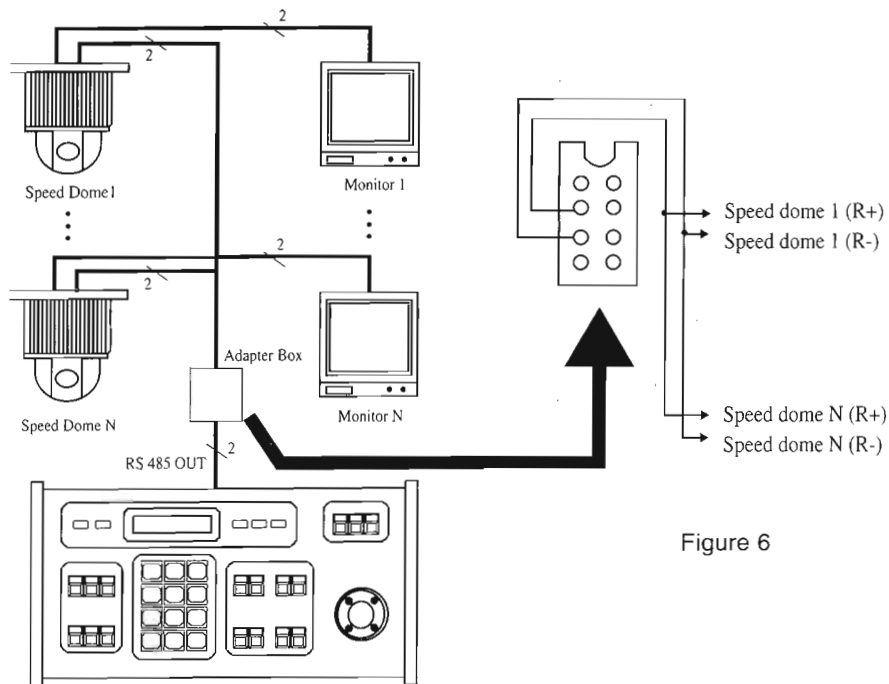 2
2
Speed Dome1
Monitor 1
2
2
Speed Dome N
Adapter Box
Monitor N
RS 485 OUT
2
Speed dome 1 (R+)
Speed dome 1 (R-)
Speed dome N (R+)
Speed dome N (R-)
Figure 6